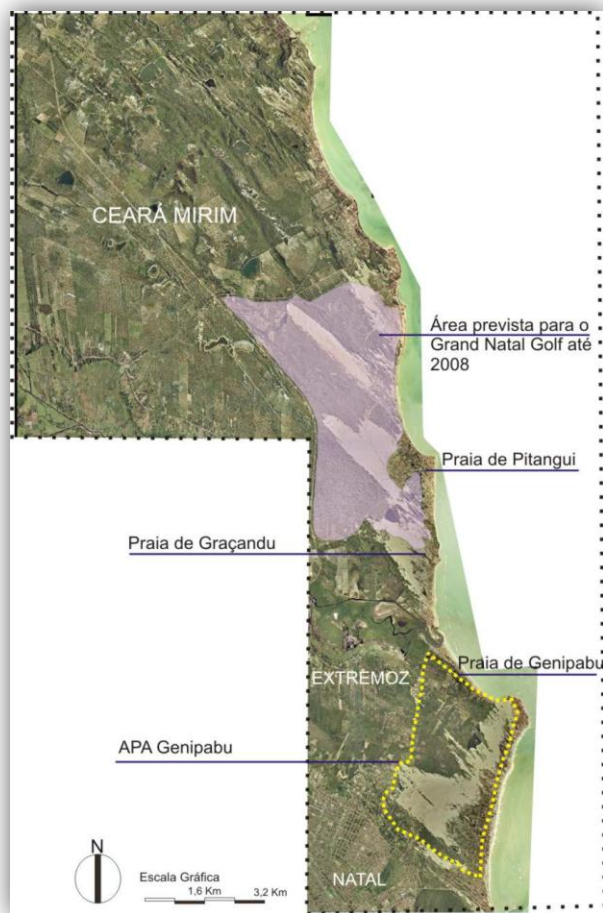 CEARÁ MIRIM
Área prevista para o
Grand Natal Golf até
2008
Praia de Pitangui
Praia de Graçandu
Praia de Genipabu
EXTREMOZ
APA Genipabu
N
Escala Gráfica
1,6 Km
3,2 Km
NATAL